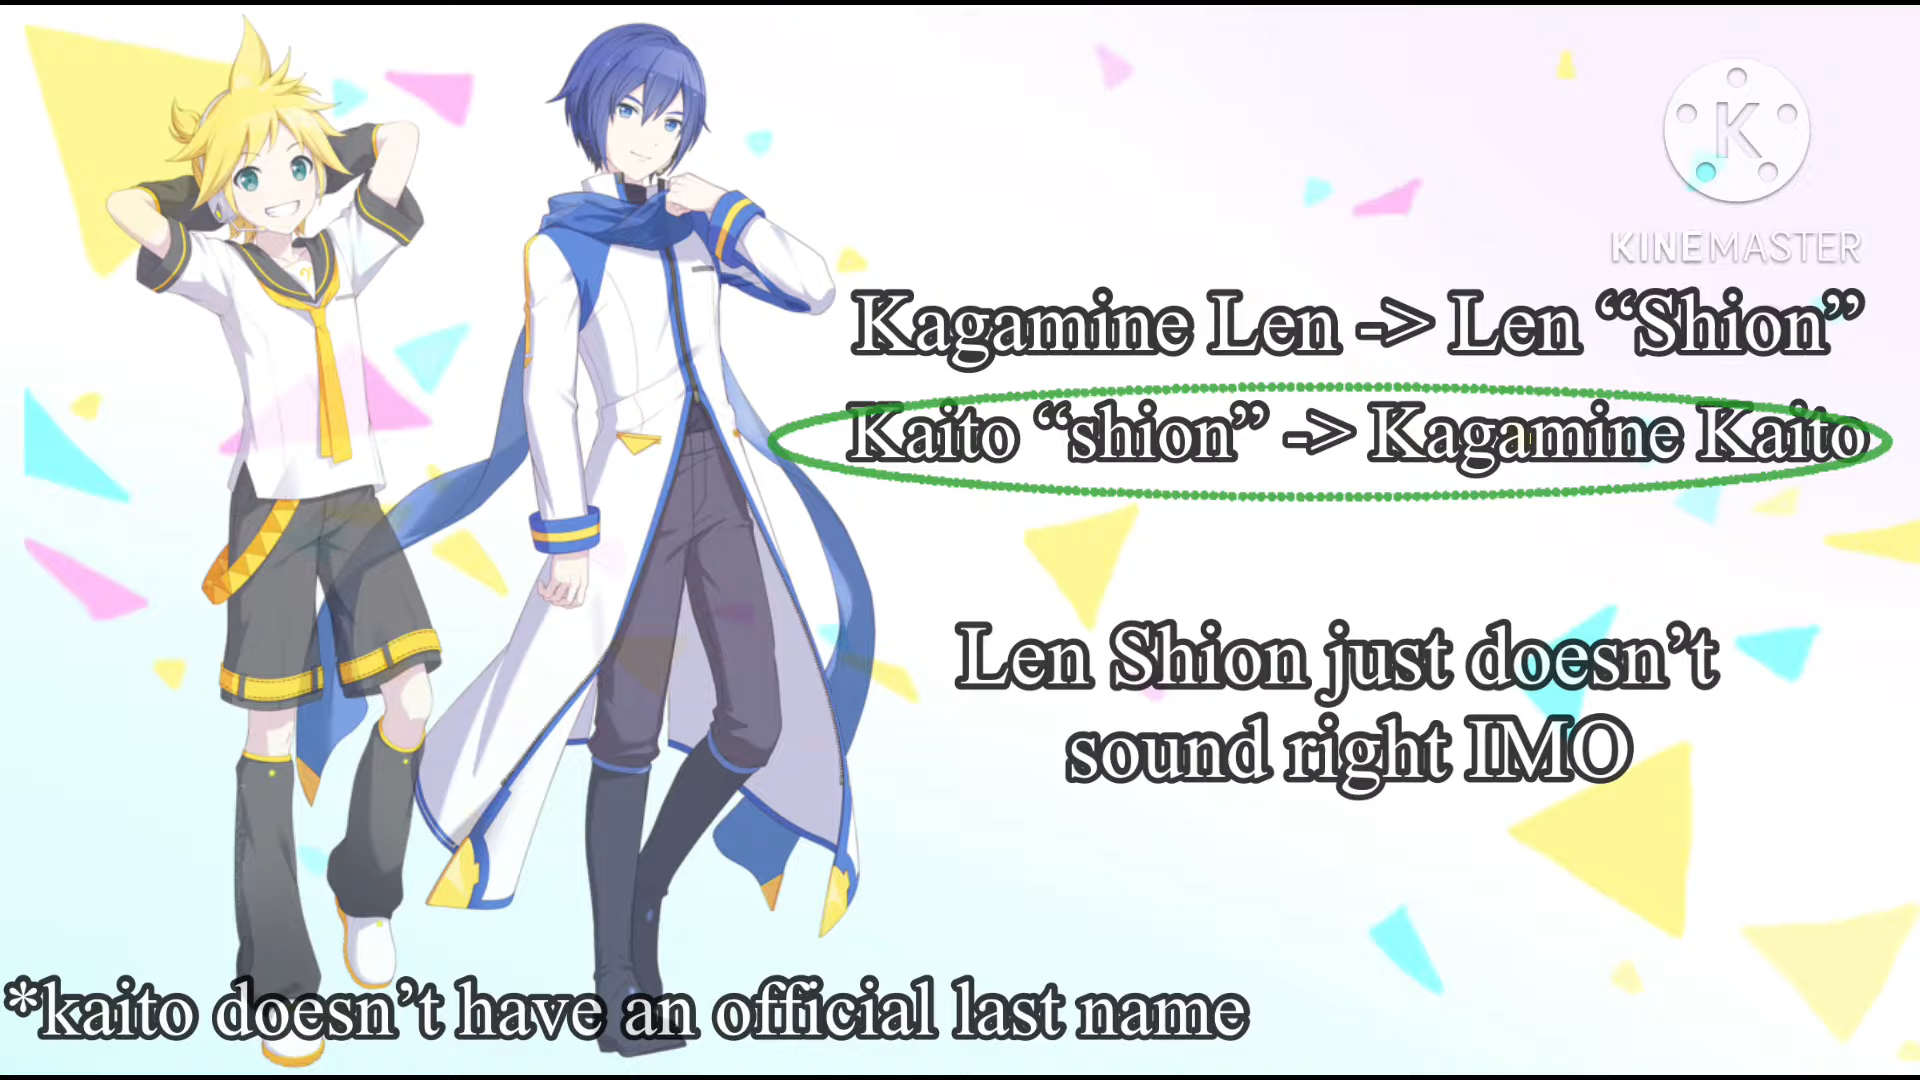 K
KINEMASTER
Kagamine Len -> Len “Shion”
Kaito “shion” -> Kagamine Kaito
Len Shion just doesn’t
sound right IMO
*kaito doesn’t have an official last name